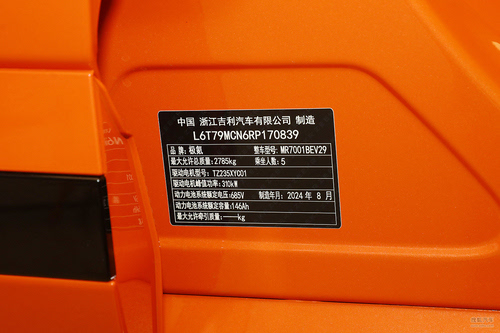 中国 浙江吉利汽车有限公司 制造
L6T79MCN6RP170839
品牌:极氪 整车型号:MR7001BEV29
最大允许总质量:2785kg 乘坐人数:5
驱动电机型号:TZ235XYC01
驱动电机峰值功率:310kW
动力电池系统额定电压:685V 制造年月:2024 年 8 月
动力电池系统额定容量:146Ah
最大允许牵引质量:——kg